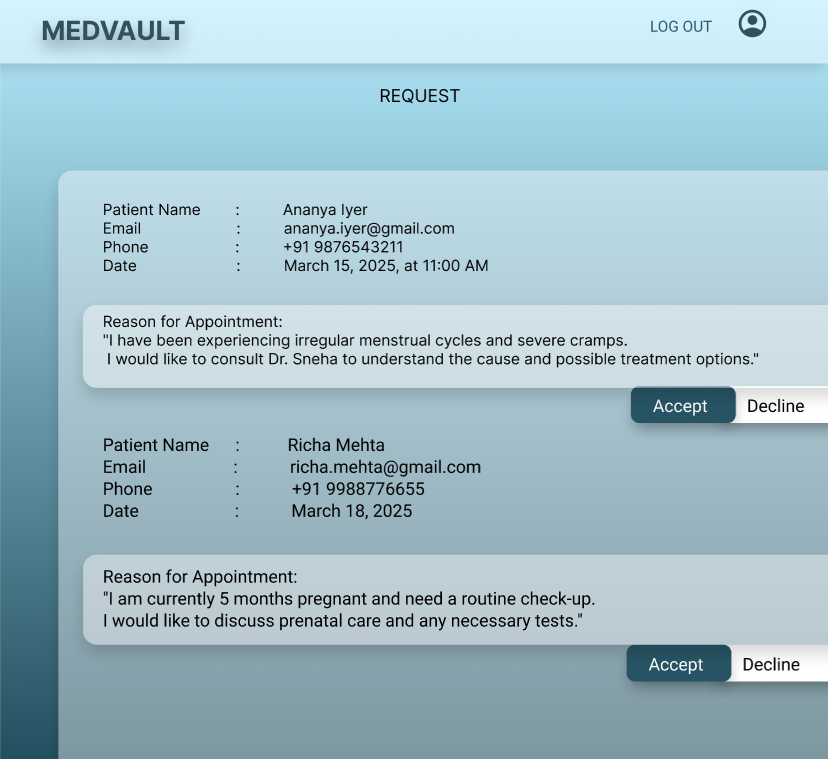 MEDVAULT
LOG OUT
REQUEST
Patient Name : Ananya Iyer
Email : ananya.iyer@gmail.com
Phone : +91 9876543211
Date : March 15, 2025, at 11:00 AM
Reason for Appointment:
"I have been experiencing irregular menstrual cycles and severe cramps.
I would like to consult Dr. Sneha to understand the cause and possible treatment options."
Accept Decline
Patient Name : Richa Mehta
Email : richa.mehta@gmail.com
Phone : +91 9988776655
Date : March 18, 2025
Reason for Appointment:
"I am currently 5 months pregnant and need a routine check-up.
I would like to discuss prenatal care and any necessary tests."
Accept Decline